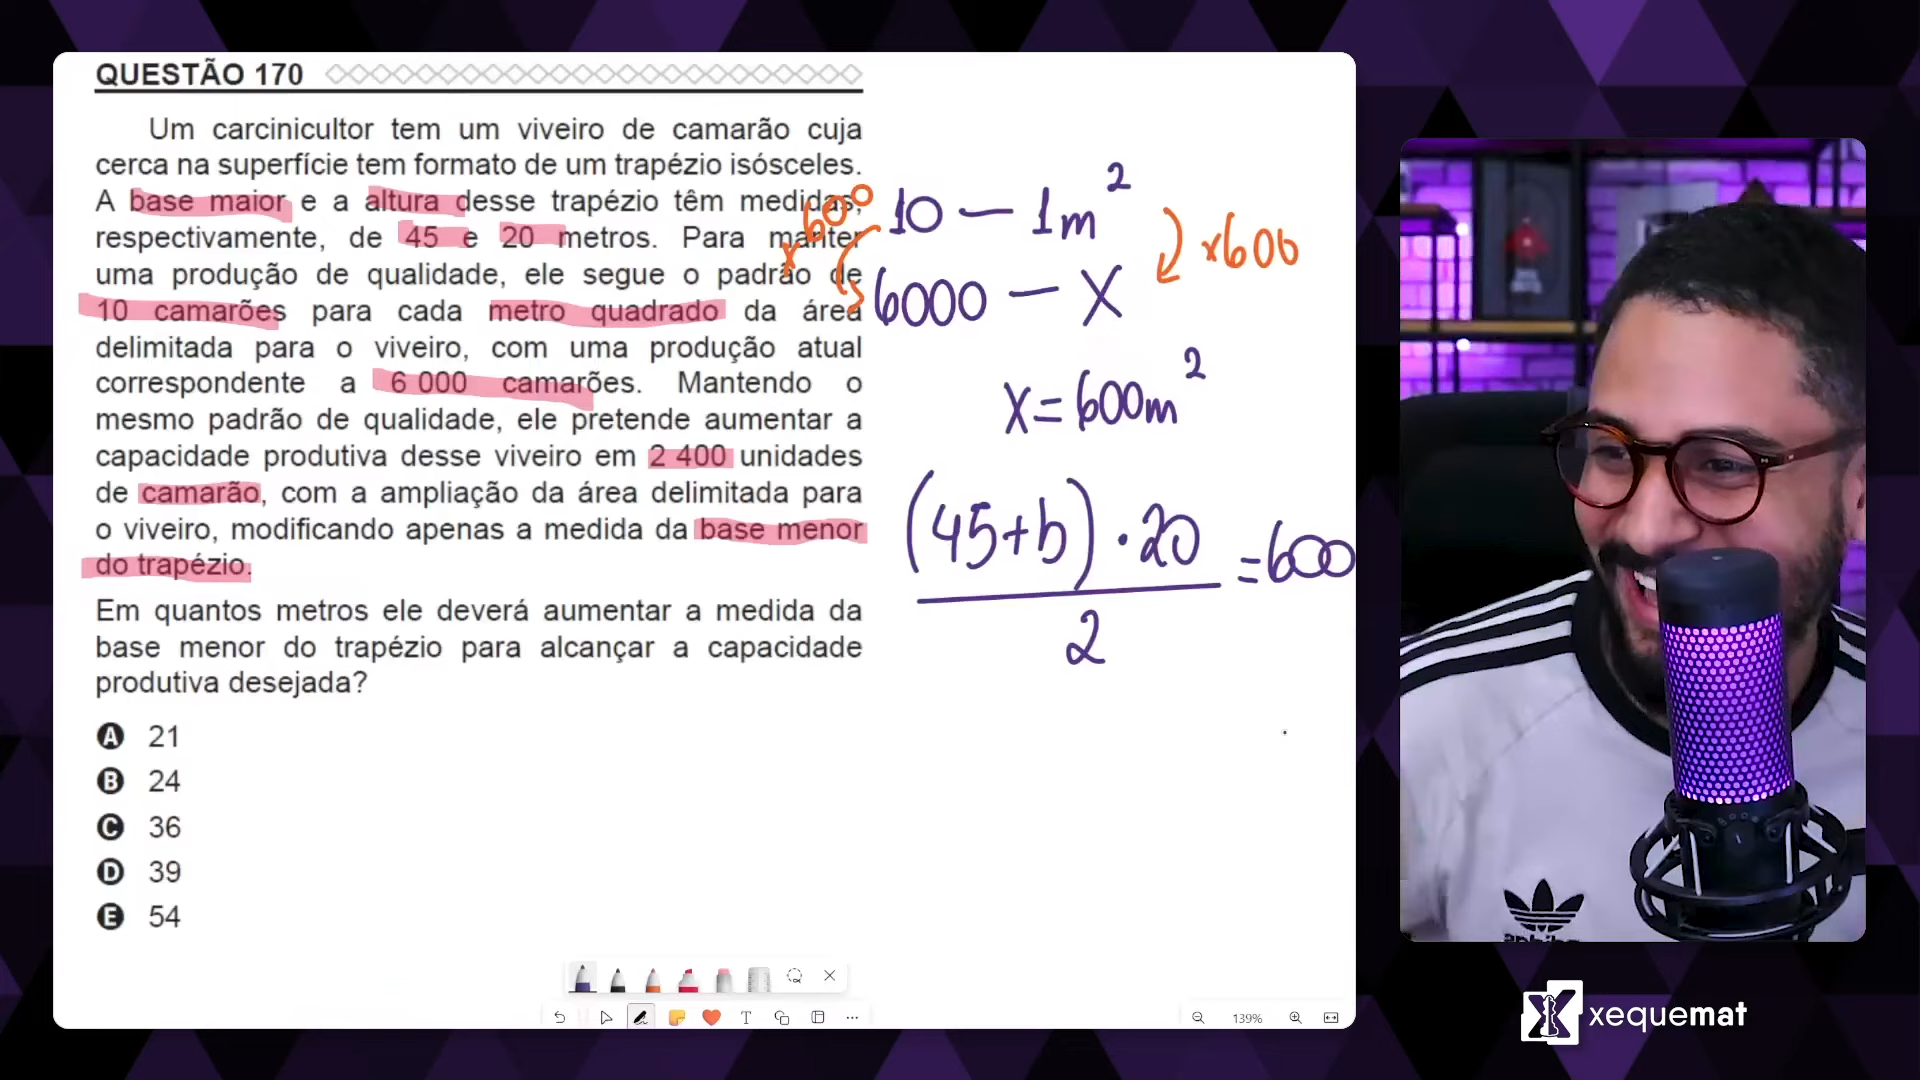 QUESTÃO 170
Um carcinicultor tem um viveiro de camarão cuja
cerca na superfície tem formato de um trapézio isósceles.
A base maior e a altura desse trapézio têm medidas,
respectivamente, de 45 e 20 metros. Para manter
uma produção de qualidade, ele segue o padrão de
10 camarões para cada metro quadrado da área
delimitada para o viveiro, com uma produção atual
correspondente a 6 000 camarões. Mantendo o
mesmo padrão de qualidade, ele pretende aumentar a
capacidade produtiva desse viveiro em 2 400 unidades
de camarão, com a ampliação da área delimitada para
o viveiro, modificando apenas a medida da base menor
do trapézio.
Em quantos metros ele deverá aumentar a medida da
base menor do trapézio para alcançar a capacidade
produtiva desejada?
A 21
B 24
C 36
D 39
E 54
x600
10 — 1m²
x600
6000 — X
X=600m²
(45+b)·20
=600
2
139%
xequemat